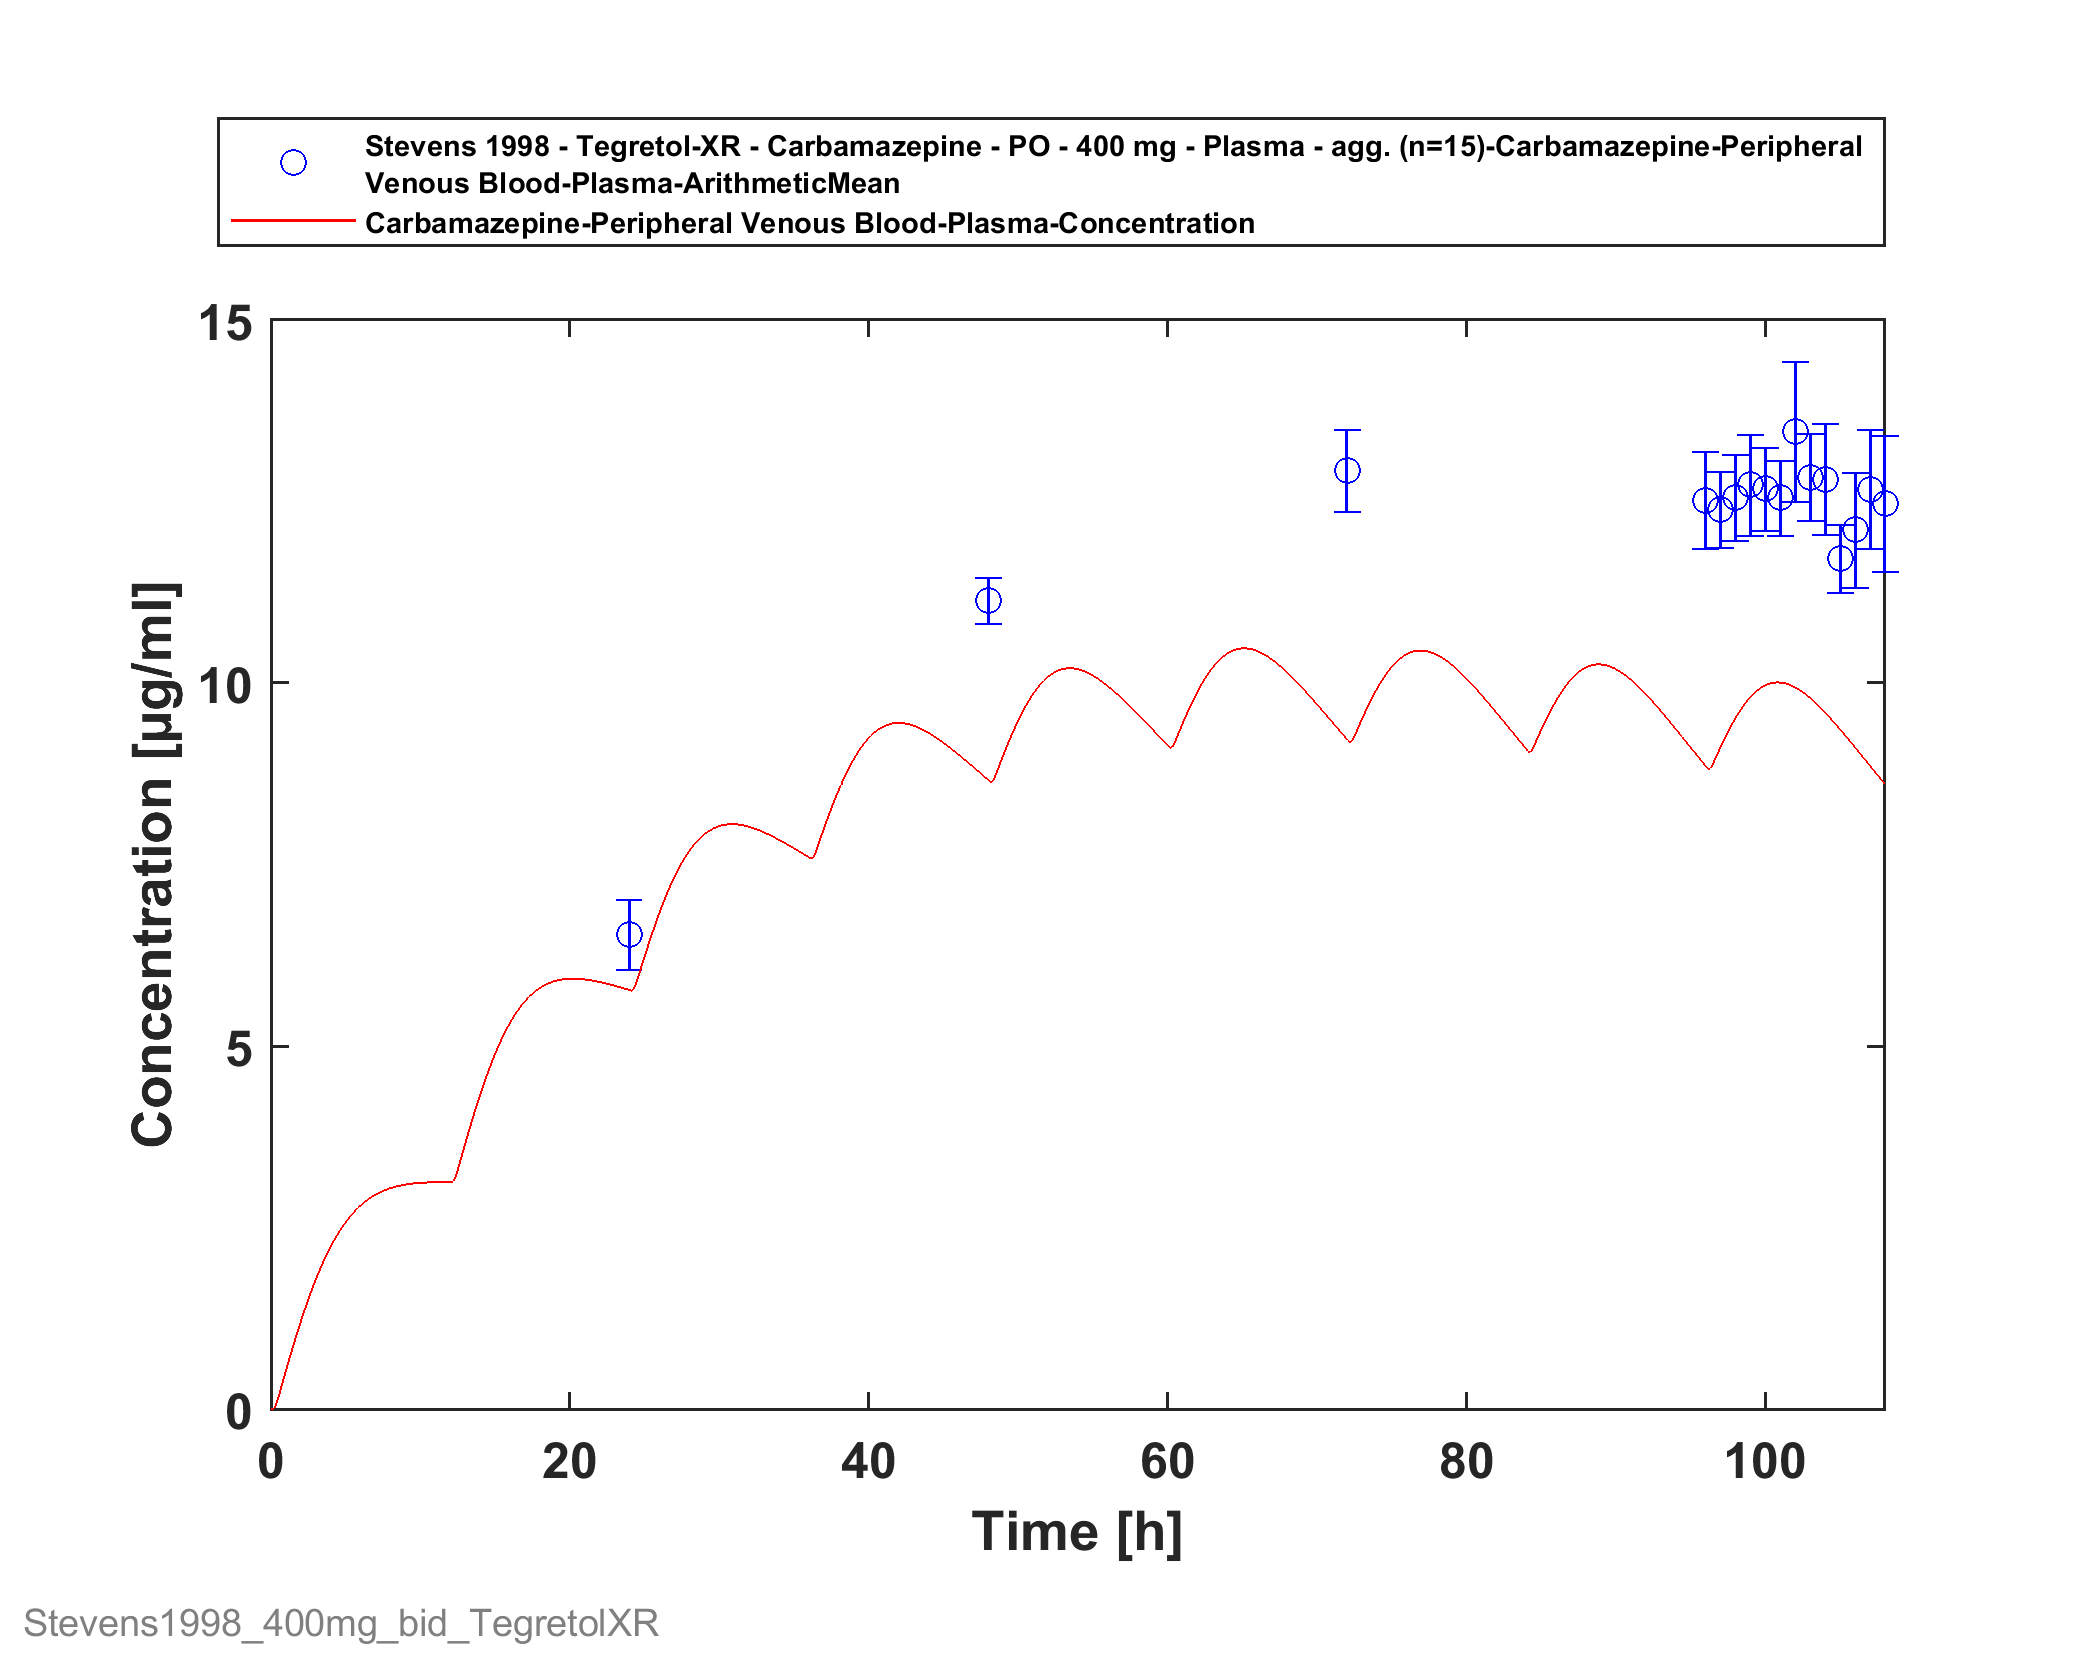 Stevens 1998 - Tegretol-XR - Carbamazepine - PO - 400 mg - Plasma - agg. (n=15)-Carbamazepine-Peripheral
Venous Blood-Plasma-ArithmeticMean
Carbamazepine-Peripheral Venous Blood-Plasma-Concentration
15
10
5
0
Concentration [µg/ml]
0 20 40 60 80 100
Time [h]
Stevens1998_400mg_bid_TegretolXR